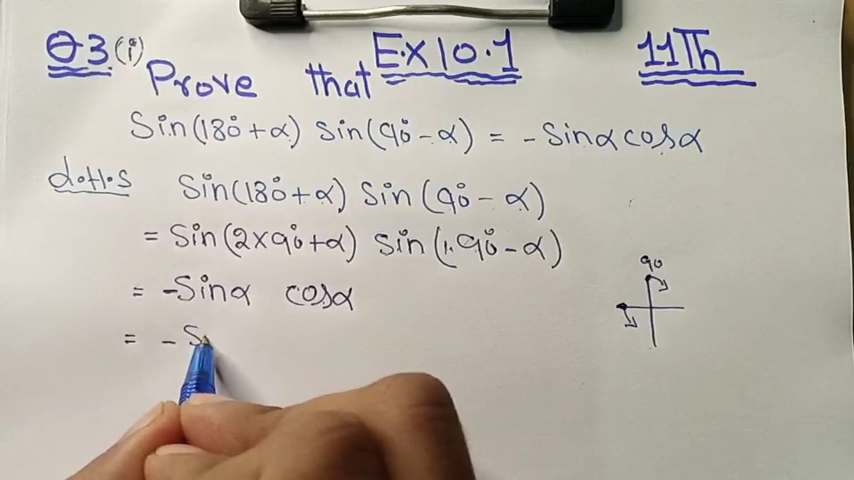 Q3(i) Ex 10.1 11Th
Prove that
Sin(180°+α) sin(90°-α) = -Sinα cosα
d.H.S Sin(180°+α) Sin(90°-α)
= Sin(2×90°+α) sin(1.90°-α)
= -Sinα cosα
90
= -S